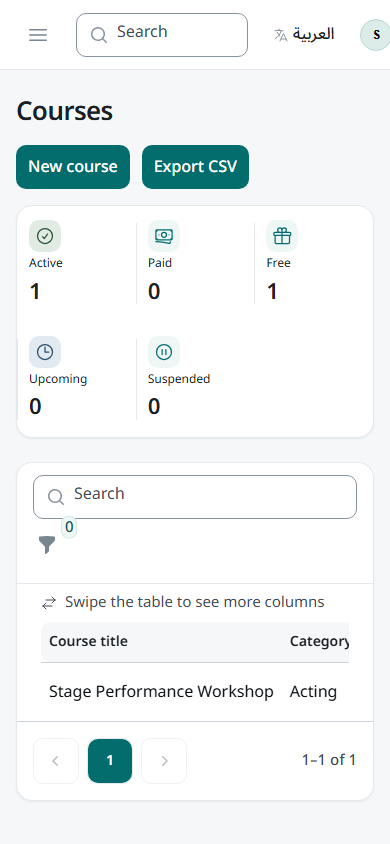 Search
العربية
S
Courses
New course
Export CSV
Active
1
Paid
0
Free
1
Upcoming
0
Suspended
0
Search
0
Swipe the table to see more columns
Course title
Category
Stage Performance Workshop
Acting
1
1–1 of 1